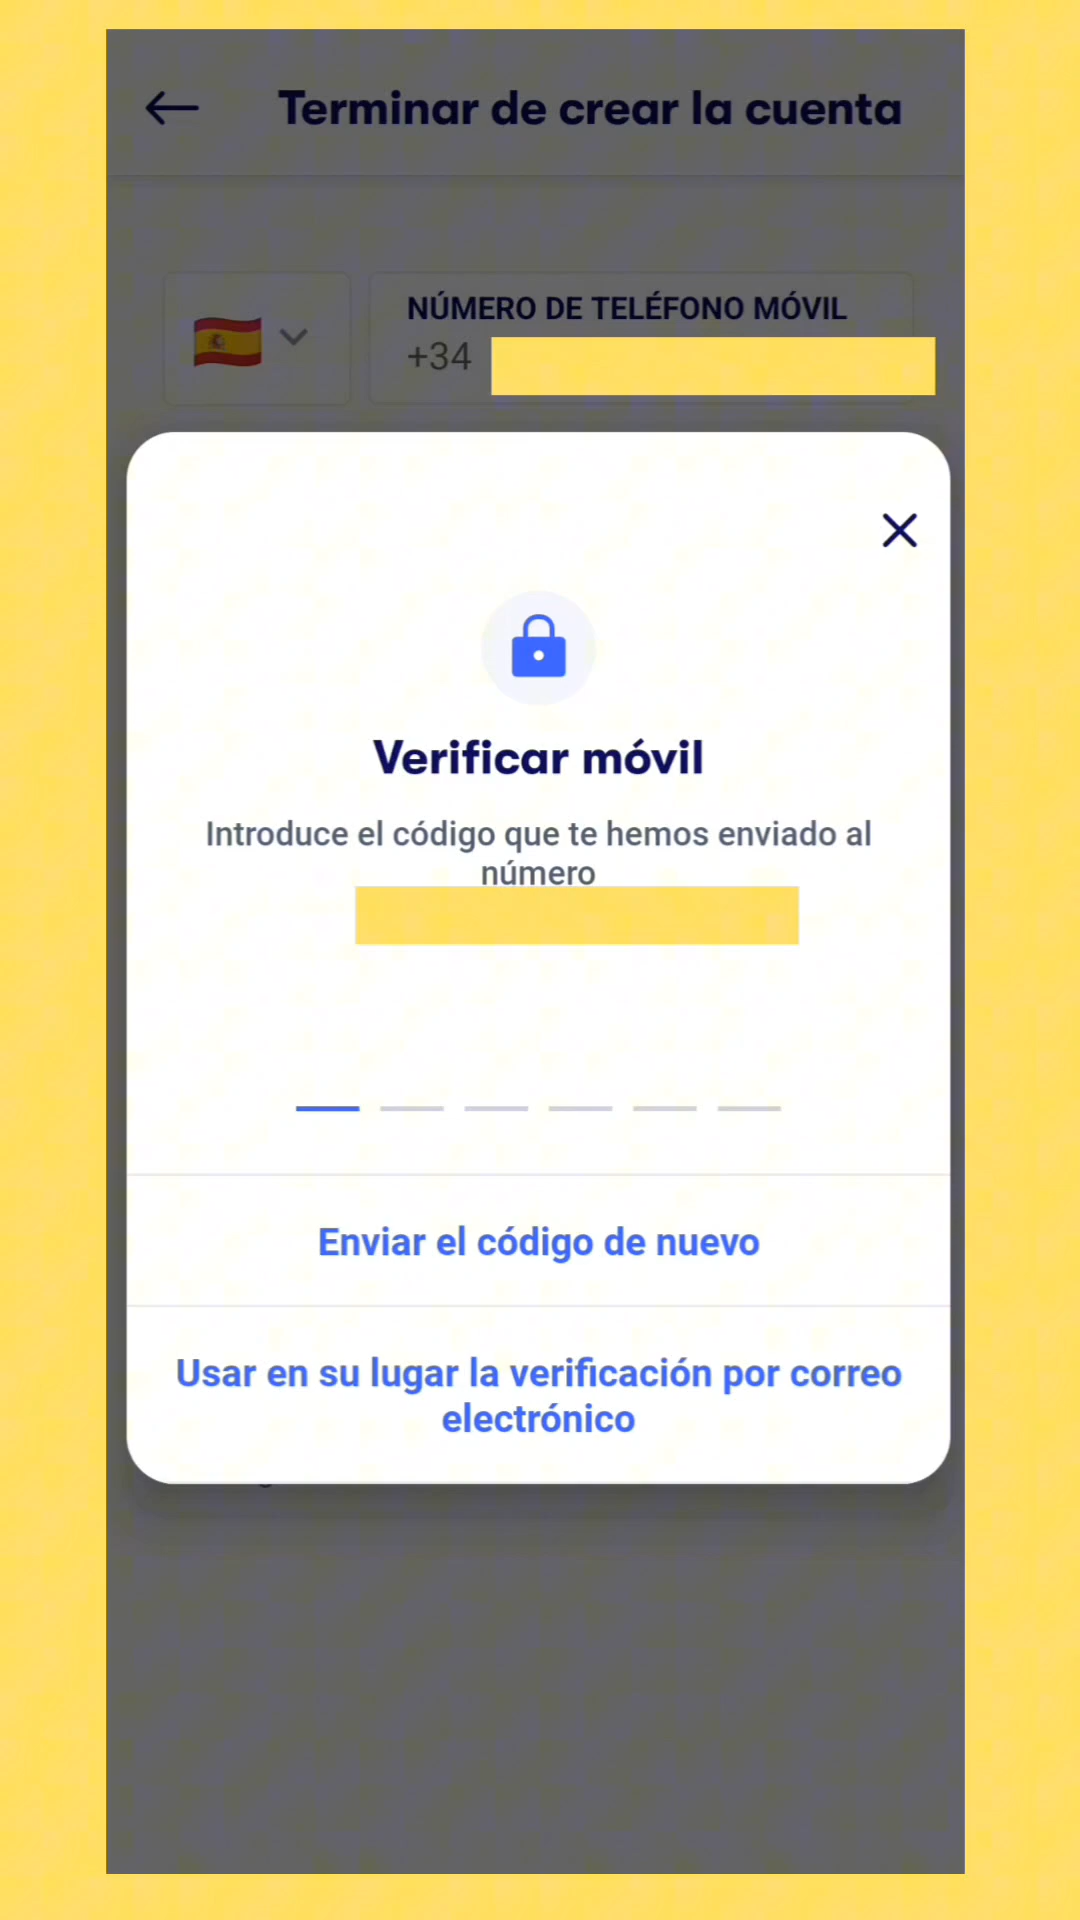 Terminar de crear la cuenta
NÚMERO DE TELÉFONO MÓVIL
+34
Verificar móvil
Introduce el código que te hemos enviado al
número
Enviar el código de nuevo
Usar en su lugar la verificación por correo
electrónico